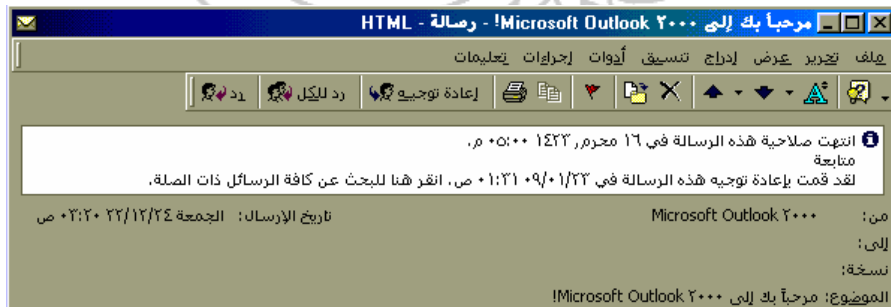 مرحباً بك إلى Microsoft Outlook ٢٠٠٠! - رسالة - HTML
ملف تحرير عرض إدراج تنسيق أدوات إجراءات تعليمات
رد رد للكل إعادة توجيه
انتهت صلاحية هذه الرسالة في ١٦ محرم, ١٤٢٣ ٠٥:٠٠ م.
متابعة
لقد قمت بإعادة توجيه هذه الرسالة في ٠٩/٠١/٢٣ ٠١:٣١ ص. انقر هنا للبحث عن كافة الرسائل ذات الصلة.
من: Microsoft Outlook ٢٠٠٠ تاريخ الإرسال: الجمعة ٢٢/١٢/٢٤ ٠٣:٢٠ ص
إلى:
نسخة:
الموضوع: مرحباً بك إلى Microsoft Outlook ٢٠٠٠!